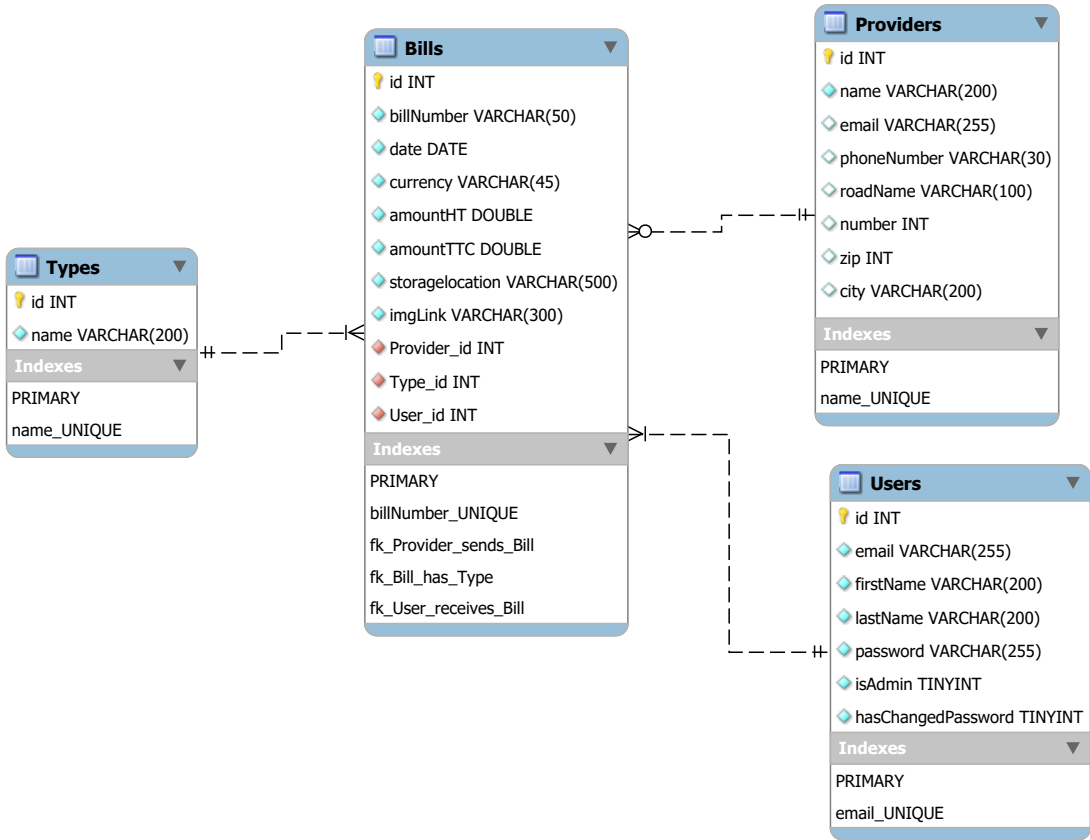 Types
id INT
name VARCHAR(200)
Indexes
PRIMARY
name_UNIQUE
Bills
id INT
billNumber VARCHAR(50)
date DATE
currency VARCHAR(45)
amountHT DOUBLE
amountTTC DOUBLE
storagelocation VARCHAR(500)
imgLink VARCHAR(300)
Provider_id INT
Type_id INT
User_id INT
Indexes
PRIMARY
billNumber_UNIQUE
fk_Provider_sends_Bill
fk_Bill_has_Type
fk_User_receives_Bill
Providers
id INT
name VARCHAR(200)
email VARCHAR(255)
phoneNumber VARCHAR(30)
roadName VARCHAR(100)
number INT
zip INT
city VARCHAR(200)
Indexes
PRIMARY
name_UNIQUE
Users
id INT
email VARCHAR(255)
firstName VARCHAR(200)
lastName VARCHAR(200)
password VARCHAR(255)
isAdmin TINYINT
hasChangedPassword TINYINT
Indexes
PRIMARY
email_UNIQUE